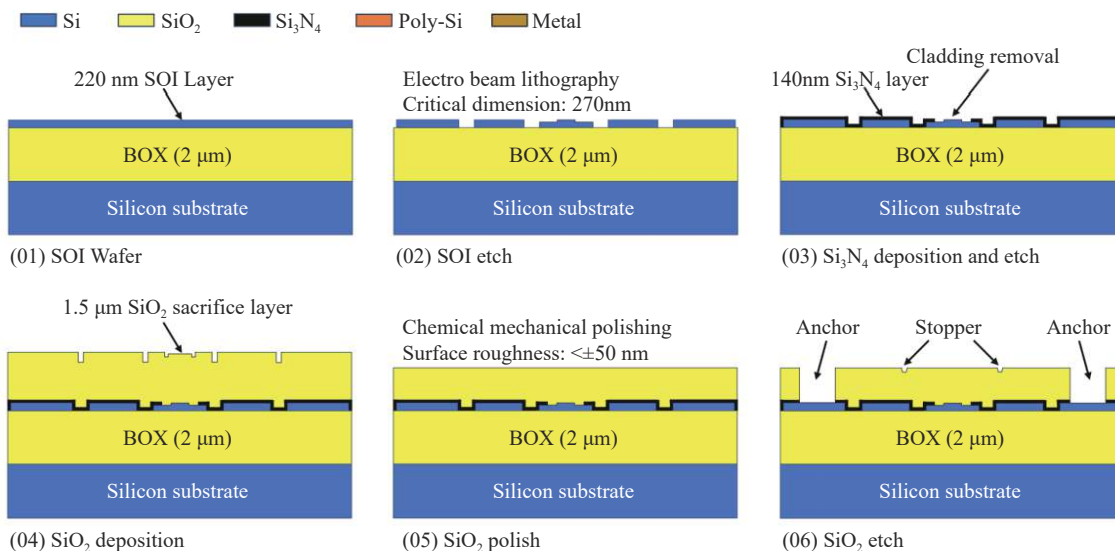 Si SiO₂ Si₃N₄ Poly-Si Metal
220 nm SOI Layer
BOX (2 μm)
Silicon substrate
(01) SOI Wafer
Electro beam lithography
Critical dimension: 270nm
BOX (2 μm)
Silicon substrate
(02) SOI etch
Cladding removal
140nm Si₃N₄ layer
BOX (2 μm)
Silicon substrate
(03) Si₃N₄ deposition and etch
1.5 μm SiO₂ sacrifice layer
BOX (2 μm)
Silicon substrate
(04) SiO₂ deposition
Chemical mechanical polishing
Surface roughness: <±50 nm
BOX (2 μm)
Silicon substrate
(05) SiO₂ polish
Anchor Stopper Anchor
BOX (2 μm)
Silicon substrate
(06) SiO₂ etch